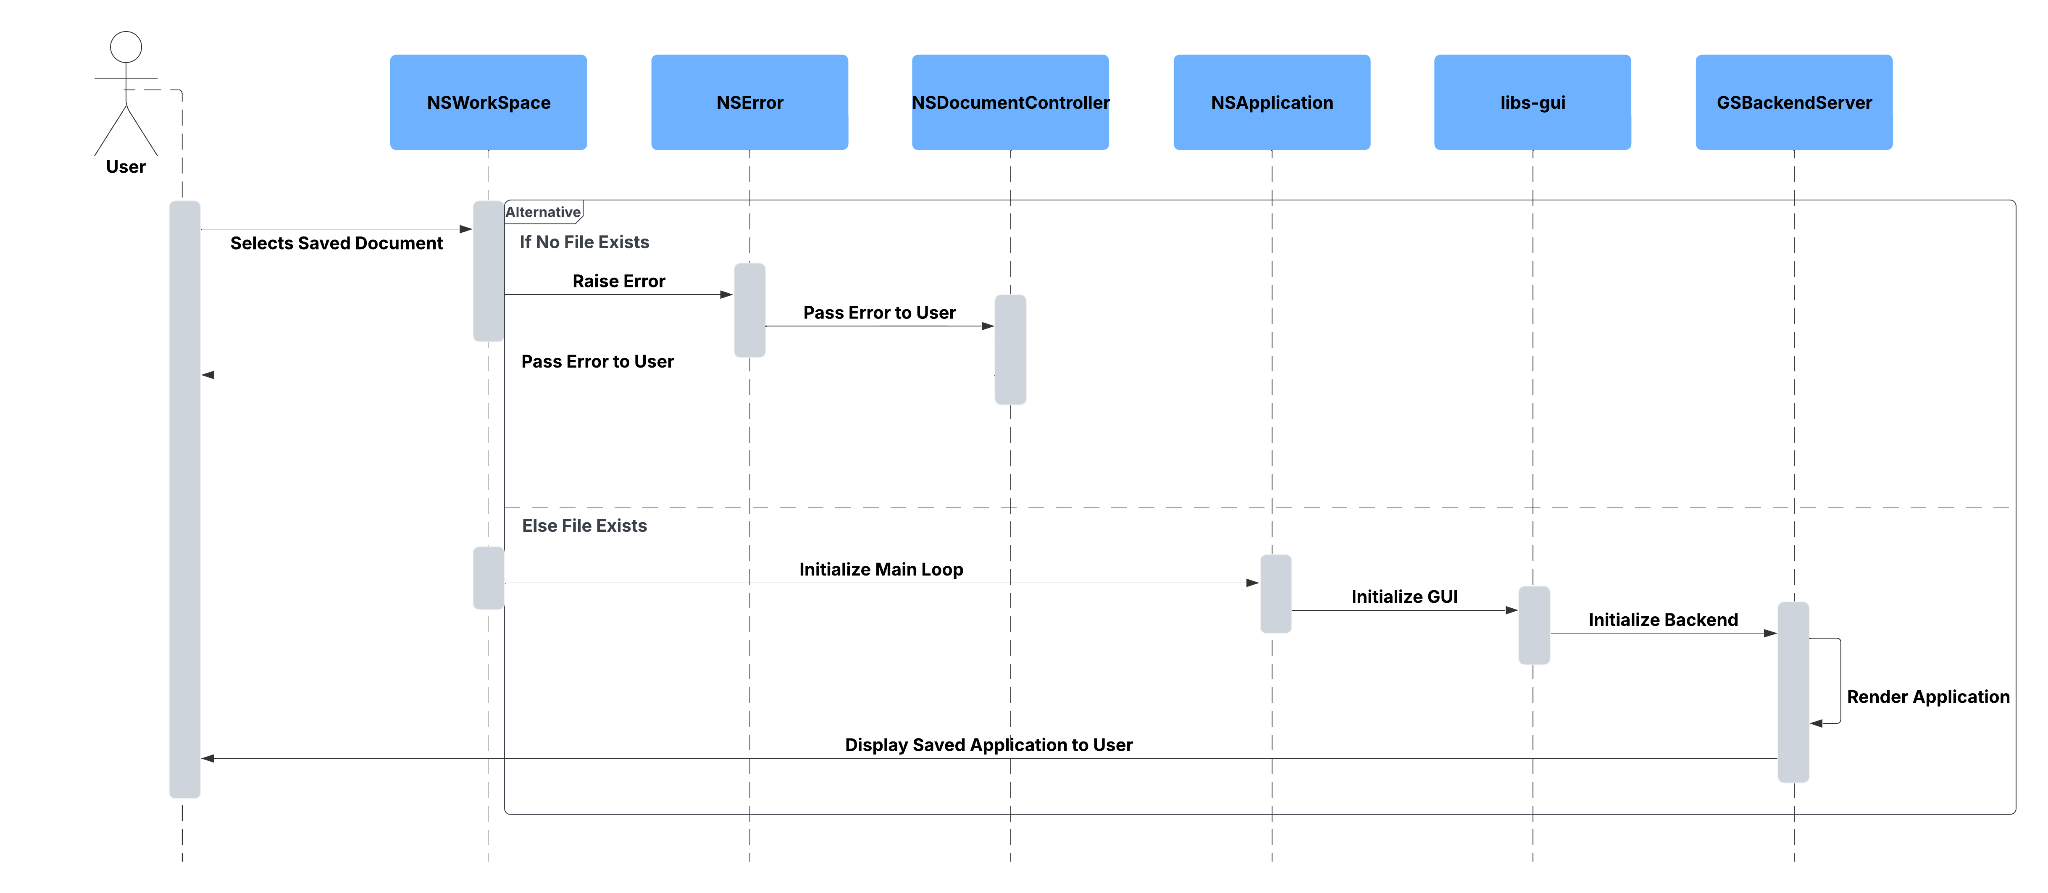 User
NSWorkSpace
NSError
NSDocumentController
NSApplication
libs-gui
GSBackendServer
Alternative
Selects Saved Document
If No File Exists
Raise Error
Pass Error to User
Pass Error to User
Else File Exists
Initialize Main Loop
Initialize GUI
Initialize Backend
Render Application
Display Saved Application to User